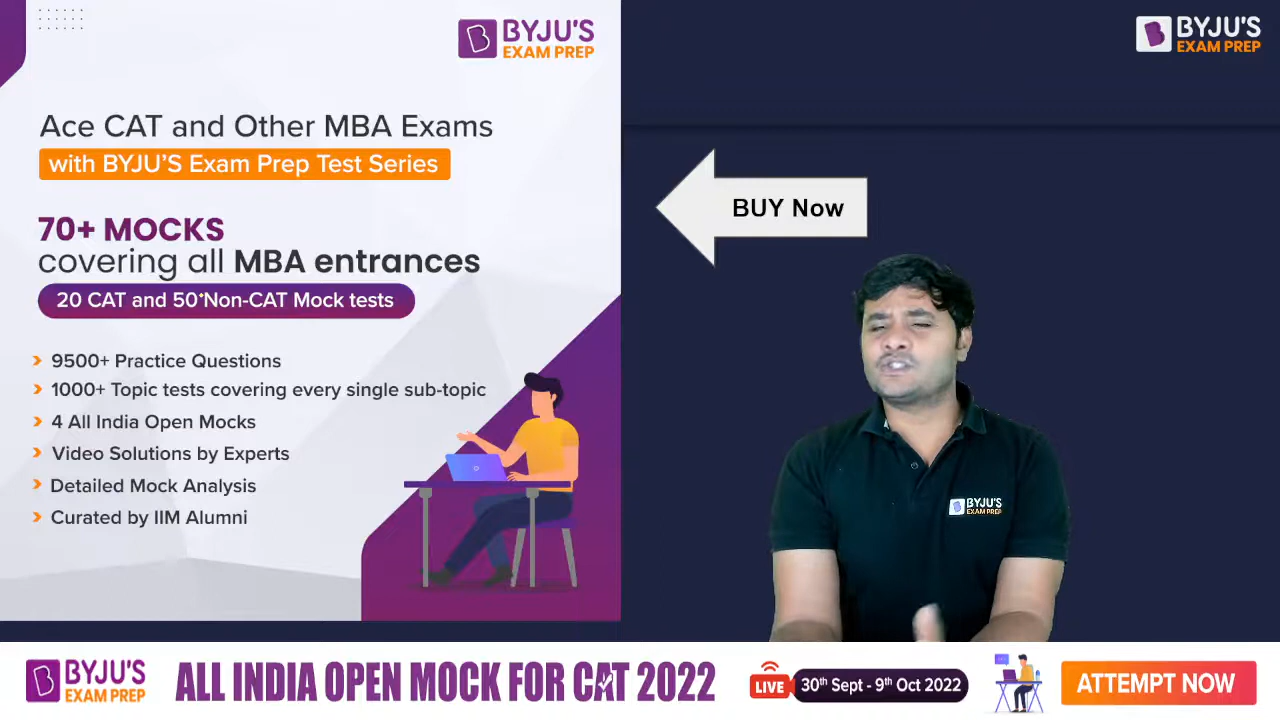 BYJU'S
EXAM PREP
Ace CAT and Other MBA Exams
with BYJU'S Exam Prep Test Series
70+ MOCKS
covering all MBA entrances
20 CAT and 50+Non-CAT Mock tests
9500+ Practice Questions
1000+ Topic tests covering every single sub-topic
4 All India Open Mocks
Video Solutions by Experts
Detailed Mock Analysis
Curated by IIM Alumni
BYJU'S
EXAM PREP
BUY Now
BYJU'S
EXAM PREP
BYJU'S
EXAM PREP
ALL INDIA OPEN MOCK FOR CAT 2022
LIVE
30th Sept - 9th Oct 2022
ATTEMPT NOW